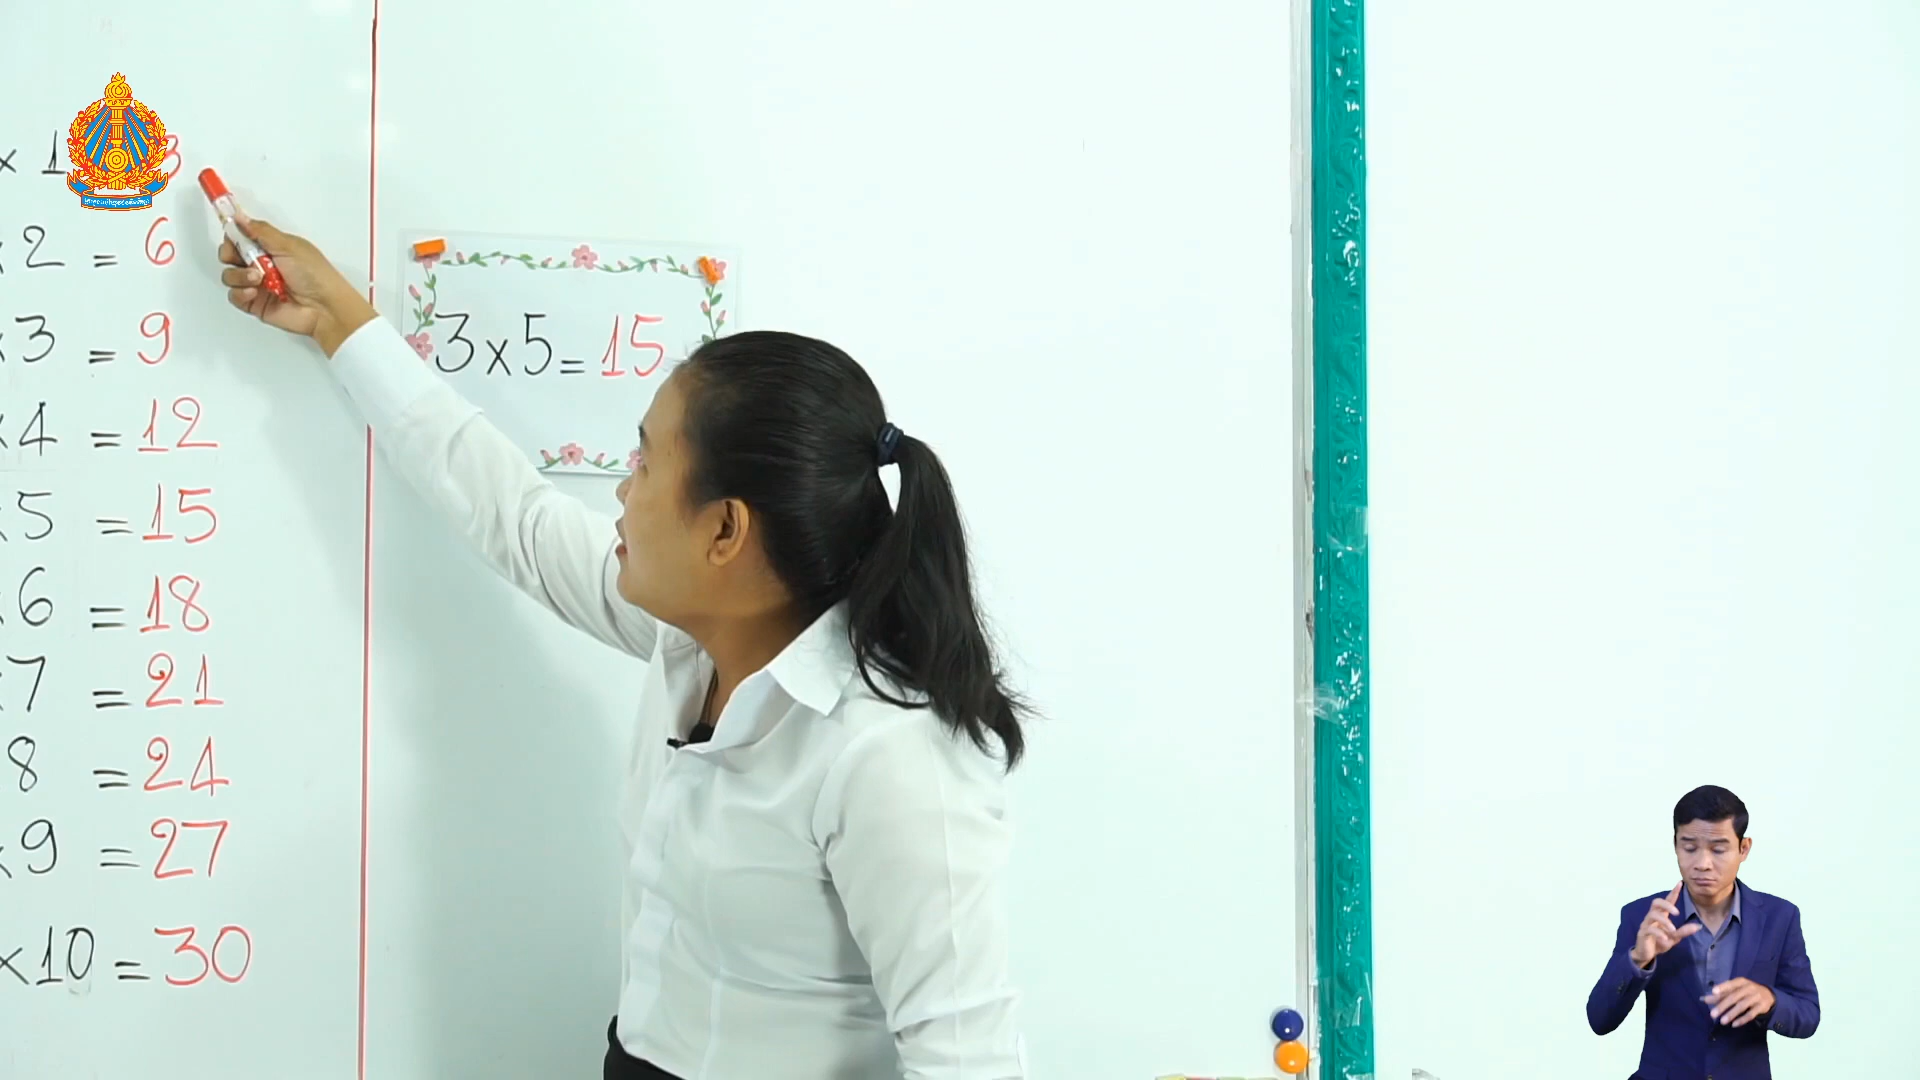 x 1 3
x 2 = 6
x 3 = 9
x 4 = 12
x 5 = 15
x 6 = 18
x 7 = 21
8 = 24
x 9 = 27
x 10 = 30
3 x 5 = 15